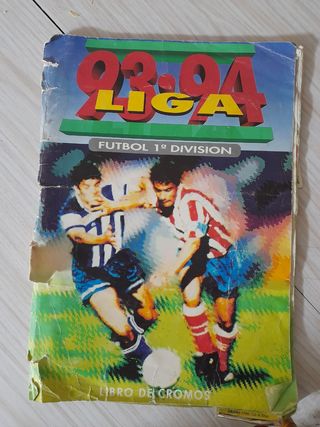 93·94
LIGA
FUTBOL 1ª DIVISION
LIBRO DE CROMOS